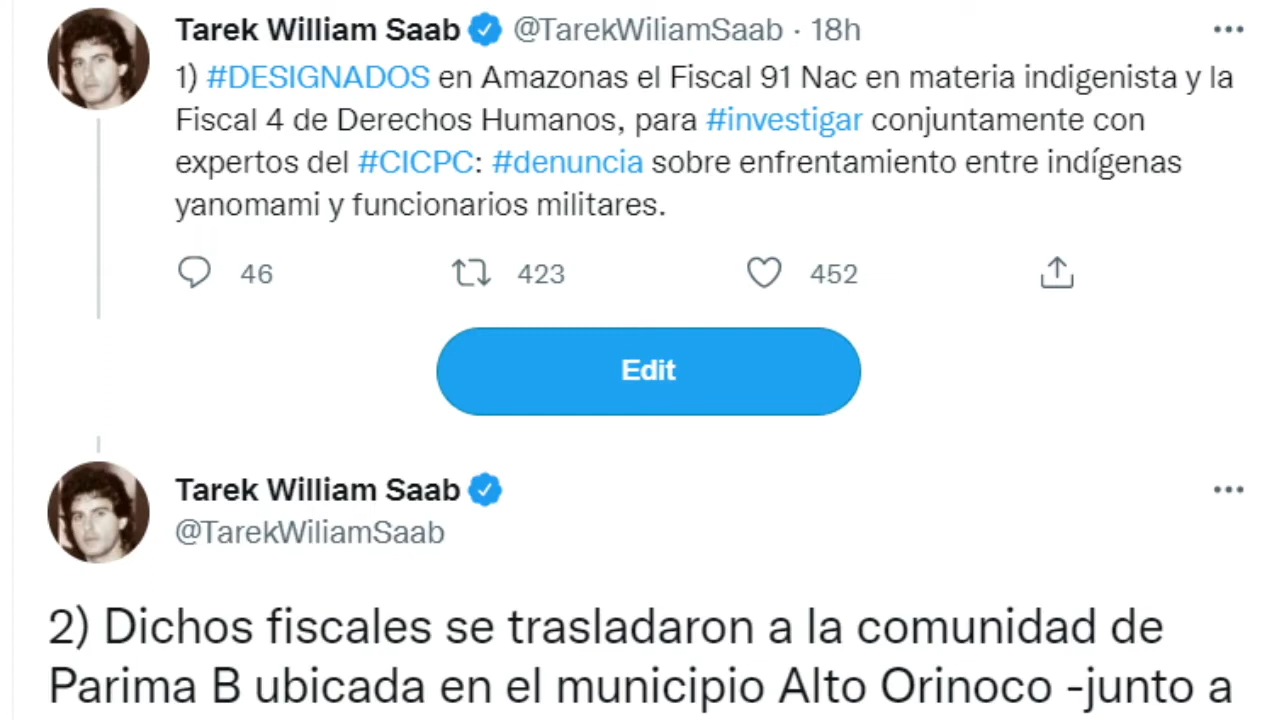 Tarek William Saab @TarekWiliamSaab · 18h
1) #DESIGNADOS en Amazonas el Fiscal 91 Nac en materia indigenista y la
Fiscal 4 de Derechos Humanos, para #investigar conjuntamente con
expertos del #CICPC: #denuncia sobre enfrentamiento entre indígenas
yanomami y funcionarios militares.
46 423 452
Edit
Tarek William Saab
@TarekWiliamSaab
2) Dichos fiscales se trasladaron a la comunidad de
Parima B ubicada en el municipio Alto Orinoco -junto a